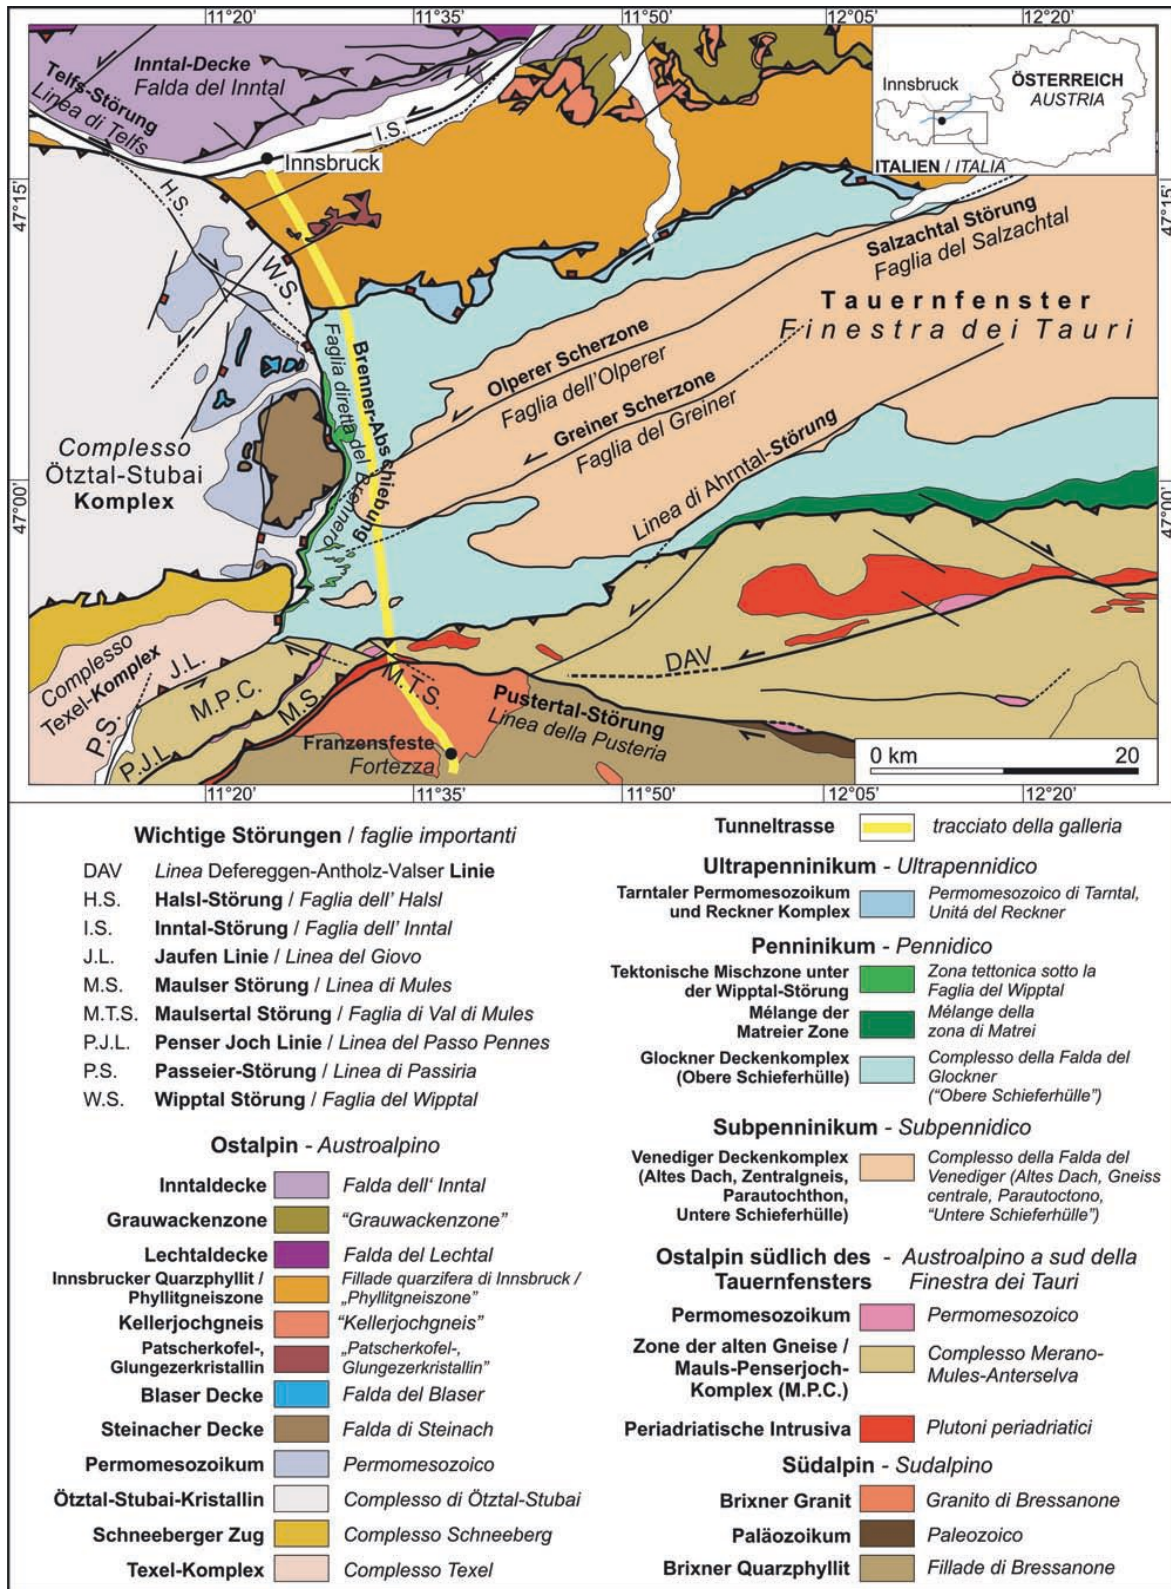 11°20' 11°35' 11°50' 12°05' 12°20'
Inntal-Decke
Falda del Inntal
Telfs-Störung
Linea di Telfs
I.S.
Innsbruck
H.S.
W.S.
47°15'
47°15'
Innsbruck
ÖSTERREICH
AUSTRIA
ITALIEN / ITALIA
Salzachtal Störung
Faglia del Salzachtal
Tauernfenster
Finestra dei Tauri
Brenner-Abschiebung
Faglia diretta del Brennero
Olperer Scherzone
Faglia dell'Olperer
Greiner Scherzone
Faglia del Greiner
Linea di Ahrntal-Störung
Complesso
Ötztal-Stubai
Komplex
47°00'
47°00'
Complesso
Texel-Komplex
J.L.
M.P.C.
M.S.
P.S.
P.J.L.
M.T.S.
DAV
Pustertal-Störung
Linea della Pusteria
Franzensfeste
Fortezza
0 km 20
11°20' 11°35' 11°50' 12°05' 12°20'
Wichtige Störungen / faglie importanti
DAV Linea Defereggen-Antholz-Valser Linie
H.S. Halsl-Störung / Faglia dell' Halsl
I.S. Inntal-Störung / Faglia dell' Inntal
J.L. Jaufen Linie / Linea del Giovo
M.S. Maulser Störung / Linea di Mules
M.T.S. Maulsertal Störung / Faglia di Val di Mules
P.J.L. Penser Joch Linie / Linea del Passo Pennes
P.S. Passeier-Störung / Linea di Passiria
W.S. Wipptal Störung / Faglia del Wipptal
Ostalpin - Austroalpino
Inntaldecke Falda dell' Inntal
Grauwackenzone "Grauwackenzone"
Lechtaldecke Falda del Lechtal
Innsbrucker Quarzphyllit / Fillade quarzifera di Innsbruck /
Phyllitgneiszone „Phyllitgneiszone"
Kellerjochgneis "Kellerjochgneis"
Patscherkofel-, „Patscherkofel-,
Glungezerkristallin Glungezerkristallin"
Blaser Decke Falda del Blaser
Steinacher Decke Falda di Steinach
Permomesozoikum Permomesozoico
Ötztal-Stubai-Kristallin Complesso di Ötztal-Stubai
Schneeberger Zug Complesso Schneeberg
Texel-Komplex Complesso Texel
Tunneltrasse tracciato della galleria
Ultrapenninikum - Ultrapennidico
Tarntaler Permomesozoikum Permomesozoico di Tarntal,
und Reckner Komplex Unitá del Reckner
Penninikum - Pennidico
Tektonische Mischzone unter Zona tettonica sotto la
der Wipptal-Störung Faglia del Wipptal
Mélange der Mélange della
Matreier Zone zona di Matrei
Glockner Deckenkomplex Complesso della Falda del
(Obere Schieferhülle) Glockner
("Obere Schieferhülle")
Subpenninikum - Subpennidico
Venediger Deckenkomplex Complesso della Falda del
(Altes Dach, Zentralgneis, Venediger (Altes Dach, Gneiss
Parautochthon, centrale, Parautoctono,
Untere Schieferhülle) "Untere Schieferhülle")
Ostalpin südlich des - Austroalpino a sud della
Tauernfensters Finestra dei Tauri
Permomesozoikum Permomesozoico
Zone der alten Gneise / Complesso Merano-
Mauls-Penserjoch- Mules-Anterselva
Komplex (M.P.C.)
Periadriatische Intrusiva Plutoni periadriatici
Südalpin - Sudalpino
Brixner Granit Granito di Bressanone
Paläozoikum Paleozoico
Brixner Quarzphyllit Fillade di Bressanone